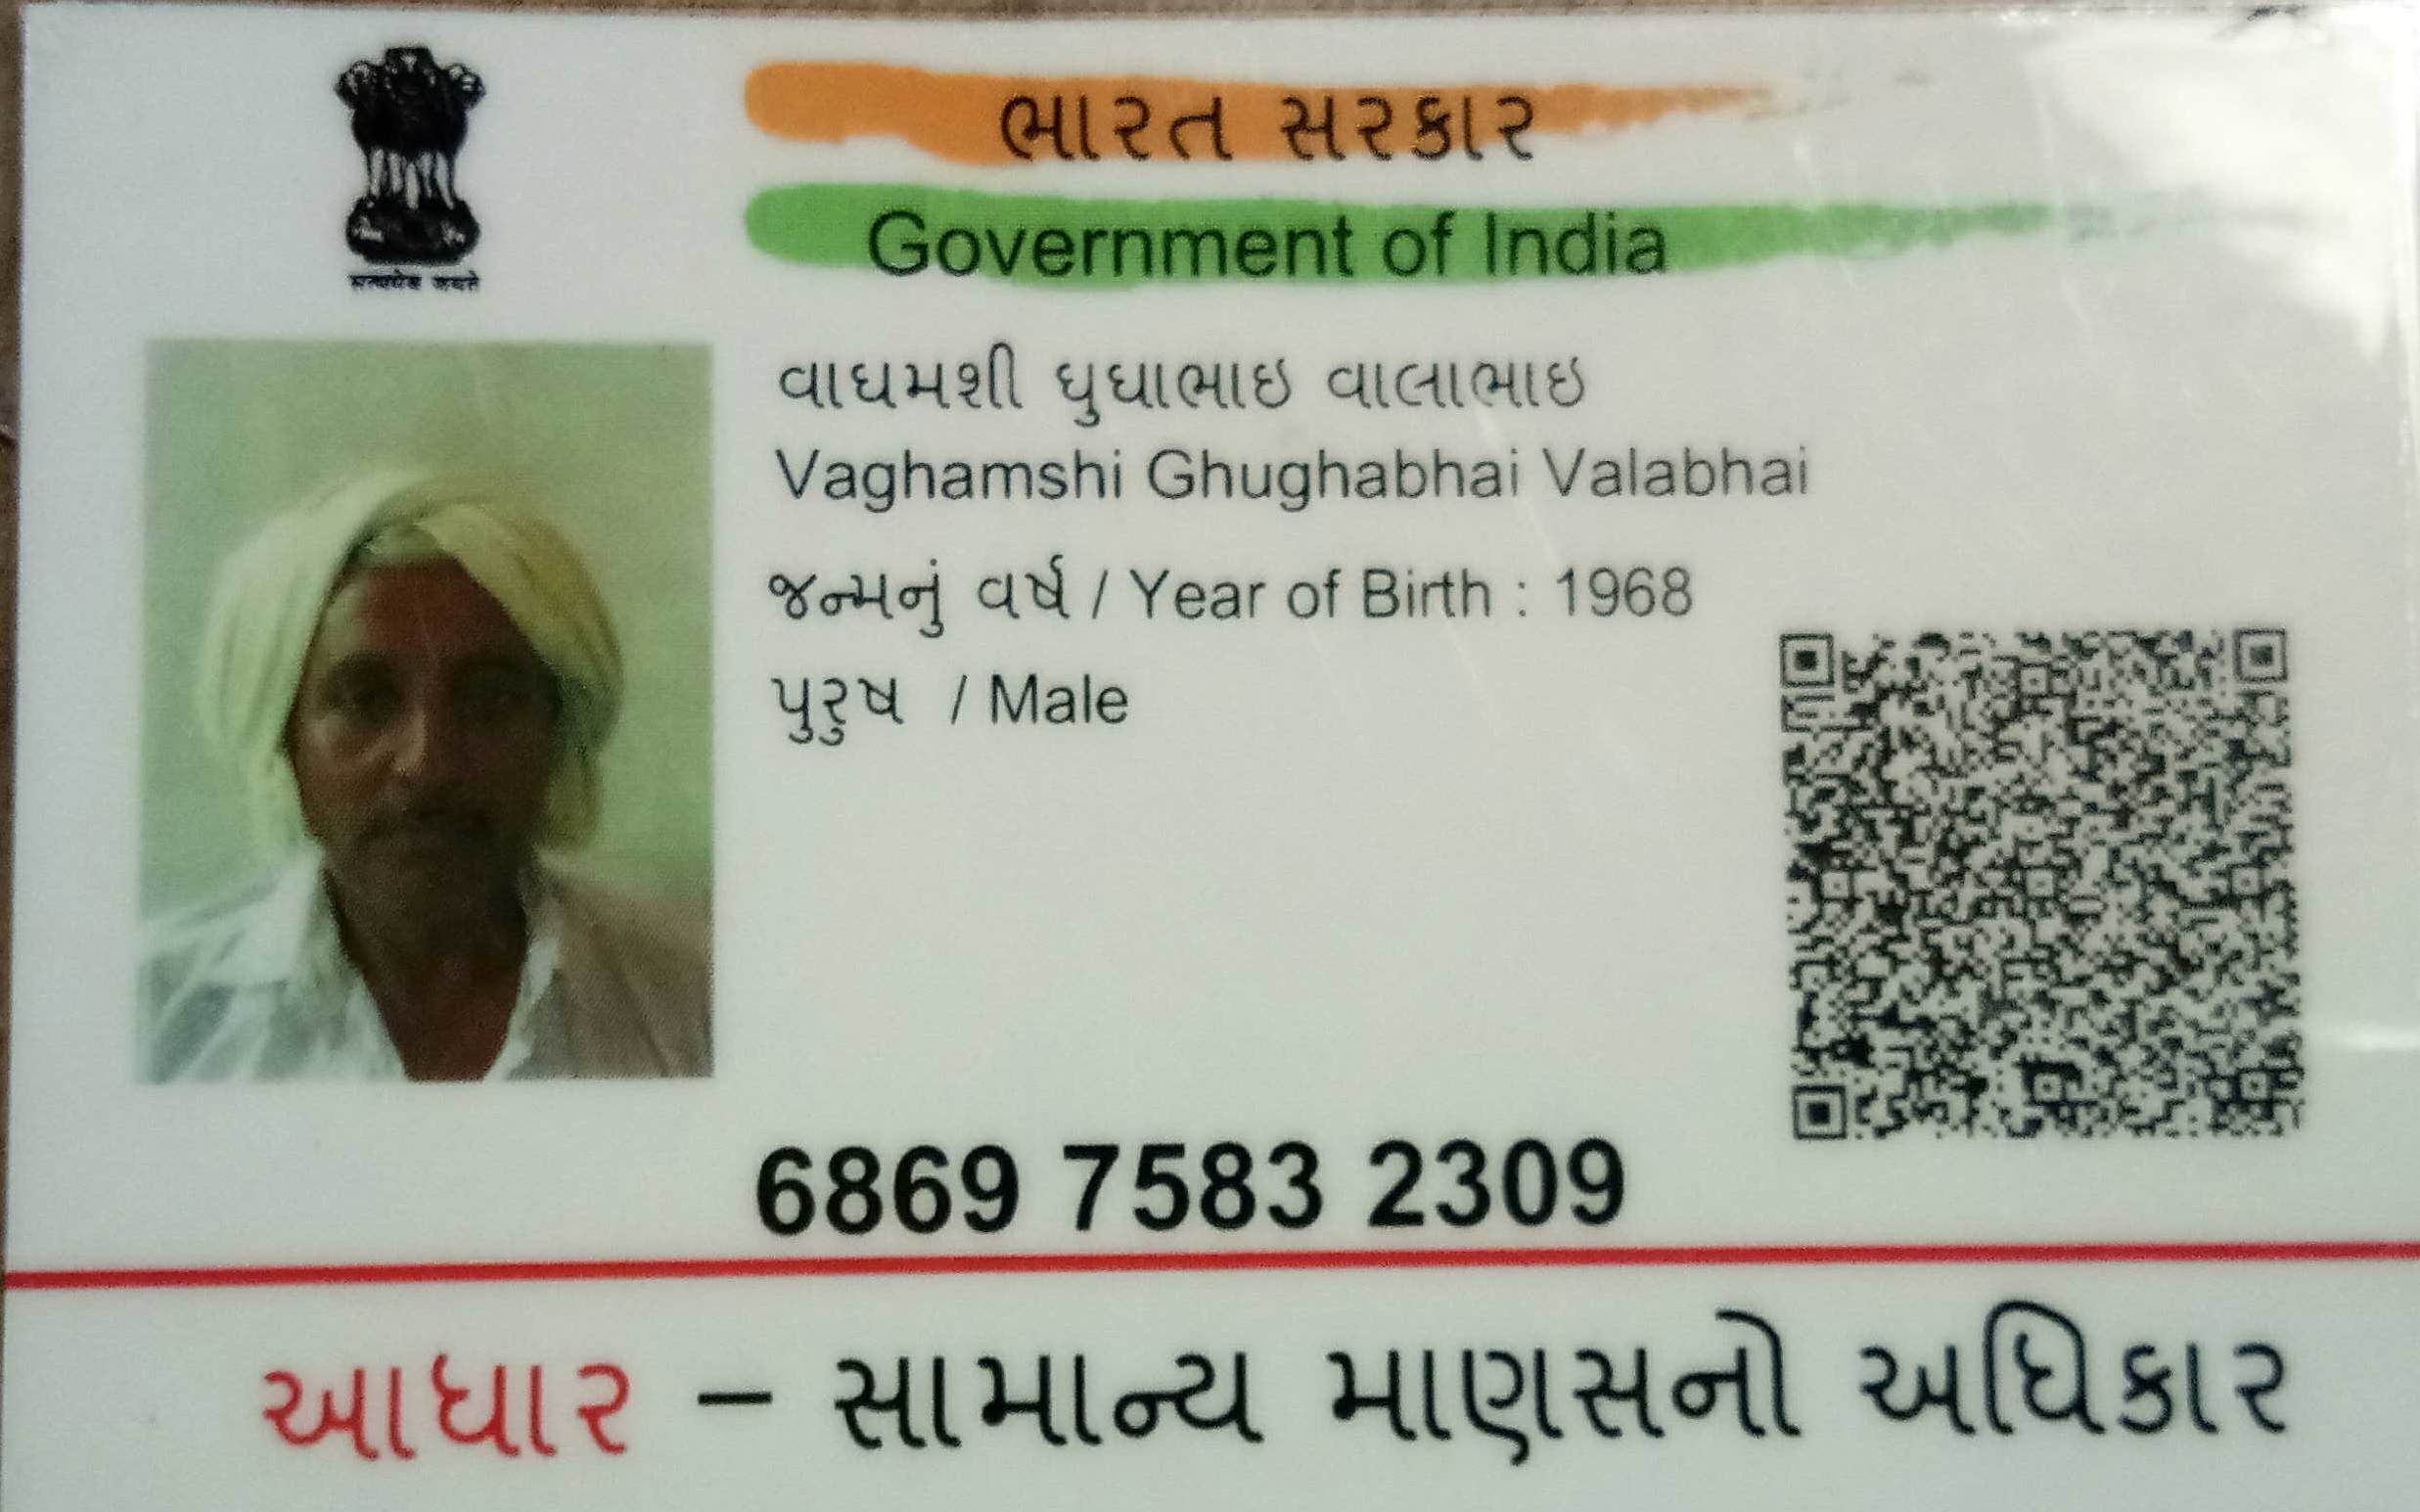 सत्यमेव जयते
ભારત સરકાર
Government of India
વાઘમશી ઘુઘાભાઇ વાલાભાઇ
Vaghamshi Ghughabhai Valabhai
જન્મનું વર્ષ / Year of Birth : 1968
પુરુષ / Male
6869 7583 2309
આધાર – સામાન્ય માણસનો અધિકાર